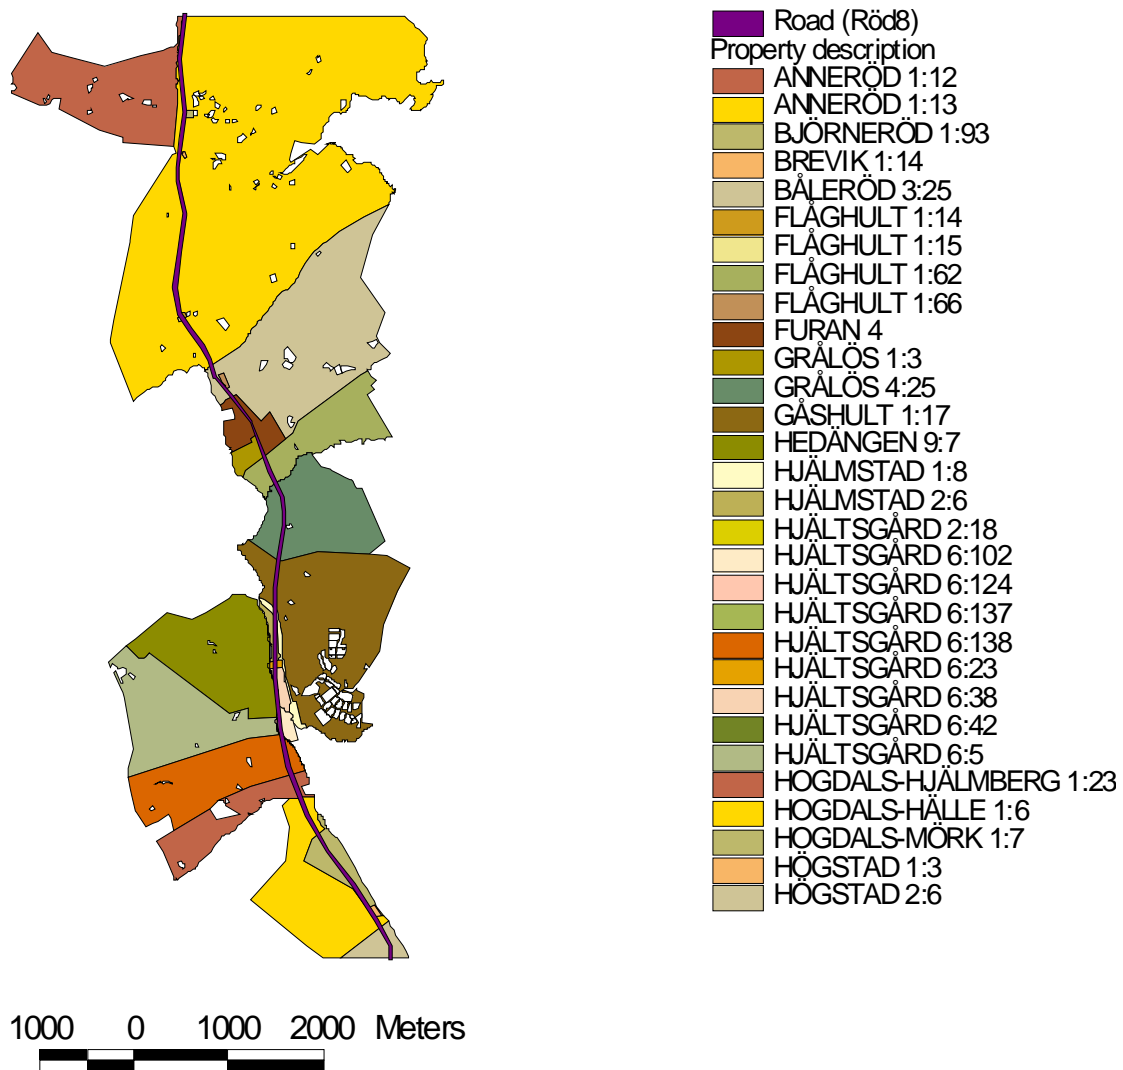 Road (Röd8)
Property description
ANNERÖD 1:12
ANNERÖD 1:13
BJÖRNERÖD 1:93
BREVIK 1:14
BÅLERÖD 3:25
FLÅGHULT 1:14
FLÅGHULT 1:15
FLÅGHULT 1:62
FLÅGHULT 1:66
FURAN 4
GRÅLÖS 1:3
GRÅLÖS 4:25
GÅSHULT 1:17
HEDÄNGEN 9:7
HJÄLMSTAD 1:8
HJÄLMSTAD 2:6
HJÄLTSGÅRD 2:18
HJÄLTSGÅRD 6:102
HJÄLTSGÅRD 6:124
HJÄLTSGÅRD 6:137
HJÄLTSGÅRD 6:138
HJÄLTSGÅRD 6:23
HJÄLTSGÅRD 6:38
HJÄLTSGÅRD 6:42
HJÄLTSGÅRD 6:5
HOGDALS-HJÄLMBERG 1:23
HOGDALS-HÄLLE 1:6
HOGDALS-MÖRK 1:7
HÖGSTAD 1:3
HÖGSTAD 2:6
1000 0 1000 2000 Meters